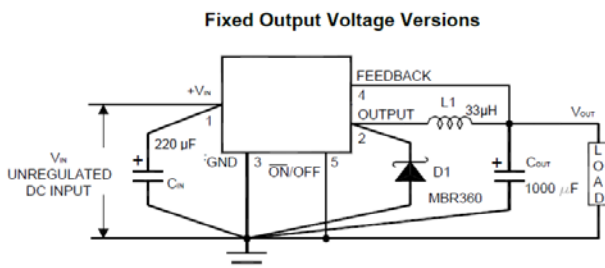 Fixed Output Voltage Versions
FEEDBACK
+VIN
4
L1
OUTPUT
33µH
VOUT
1
2
220 µF
VIN
UNREGULATED
DC INPUT
+
CIN
GND
3
ON/OFF
5
D1
MBR360
+
COUT
1000 µF
LOAD